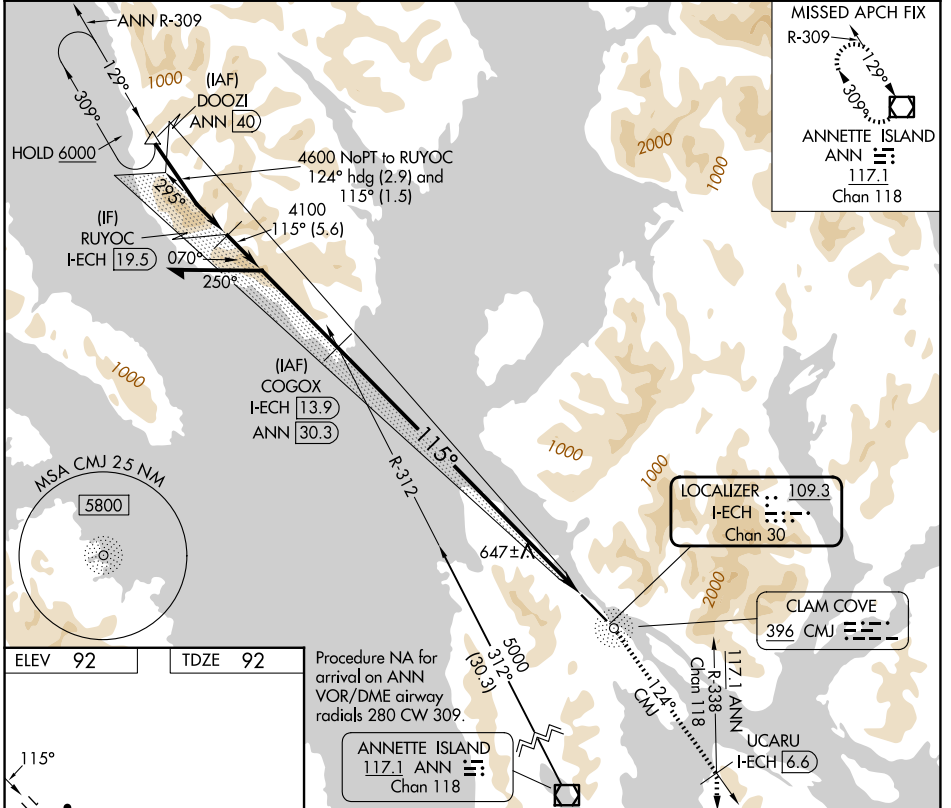 ANN R-309
129°
309°
1000
(IAF)
DOOZI
ANN 40
HOLD 6000
4600 NoPT to RUYOC
124° hdg (2.9) and
115° (1.5)
295°
4100
115° (5.6)
(IF)
RUYOC
I-ECH 19.5
070°
250°
2000
1000
MISSED APCH FIX
R-309
129°
309°
ANNETTE ISLAND
ANN
117.1
Chan 118
1000
(IAF)
COGOX
I-ECH 13.9
ANN 30.3
115°
R-312
1000
1000
MSA CMJ 25 NM
5800
LOCALIZER 109.3
I-ECH
Chan 30
647±
2000
CLAM COVE
396 CMJ
ELEV 92
TDZE 92
115°
Procedure NA for
arrival on ANN
VOR/DME airway
radials 280 CW 309.
5000
312°
(30.3)
ANNETTE ISLAND
117.1 ANN
Chan 118
124°
CMJ
117.1 ANN
R-338
Chan 118
UCARU
I-ECH 6.6